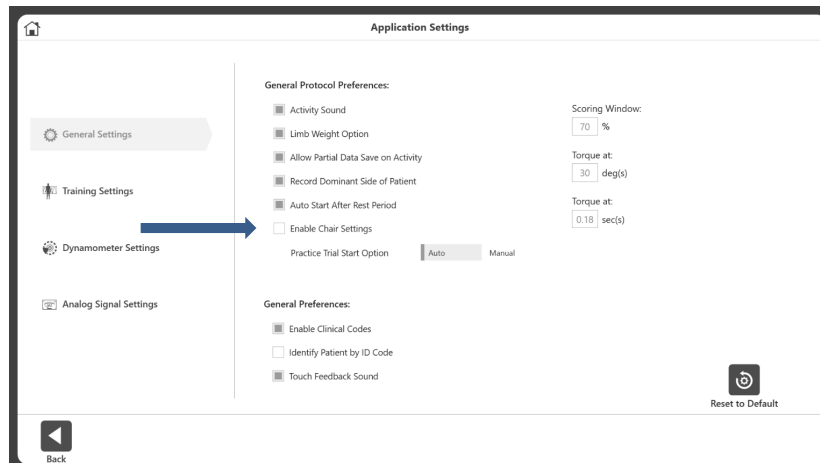 Application Settings
General Settings
Training Settings
Dynamometer Settings
Analog Signal Settings
General Protocol Preferences:
Activity Sound
Limb Weight Option
Allow Partial Data Save on Activity
Record Dominant Side of Patient
Auto Start After Rest Period
Enable Chair Settings
Practice Trial Start Option Auto Manual
Scoring Window:
70 %
Torque at:
30 deg(s)
Torque at:
0.18 sec(s)
General Preferences:
Enable Clinical Codes
Identify Patient by ID Code
Touch Feedback Sound
Reset to Default
Back